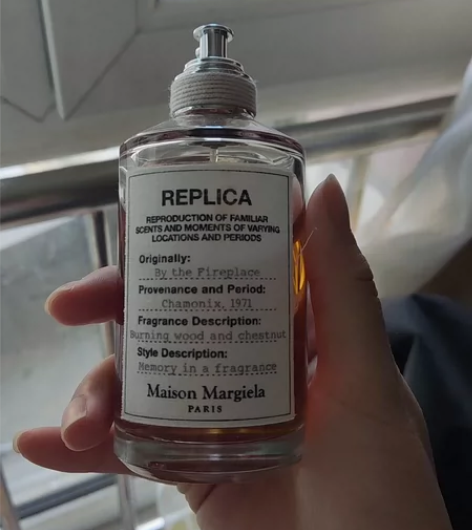 REPLICA
REPRODUCTION OF FAMILIAR
SCENTS AND MOMENTS OF VARYING
LOCATIONS AND PERIODS
Originally:
By the Fireplace
Provenance and Period:
Chamonix, 1971
Fragrance Description:
Burning wood and chestnut
Style Description:
Memory in a fragrance
Maison Margiela
PARIS